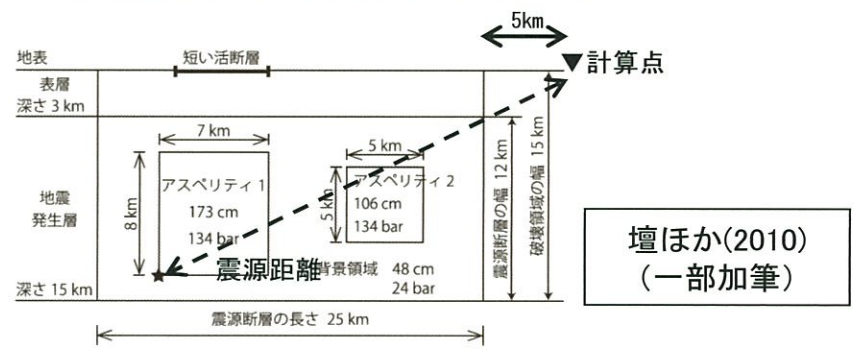 5km
地表
短い活断層
計算点
表層
深さ 3 km
7 km
5 km
地震
発生層
8 km
アスペリティ 1
173 cm
134 bar
5 km
アスペリティ 2
106 cm
134 bar
震源断層の幅 12 km
破壊領域の幅 15 km
壇ほか(2010)
(一部加筆)
震源距離
背景領域 48 cm
24 bar
深さ 15 km
震源断層の長さ 25 km